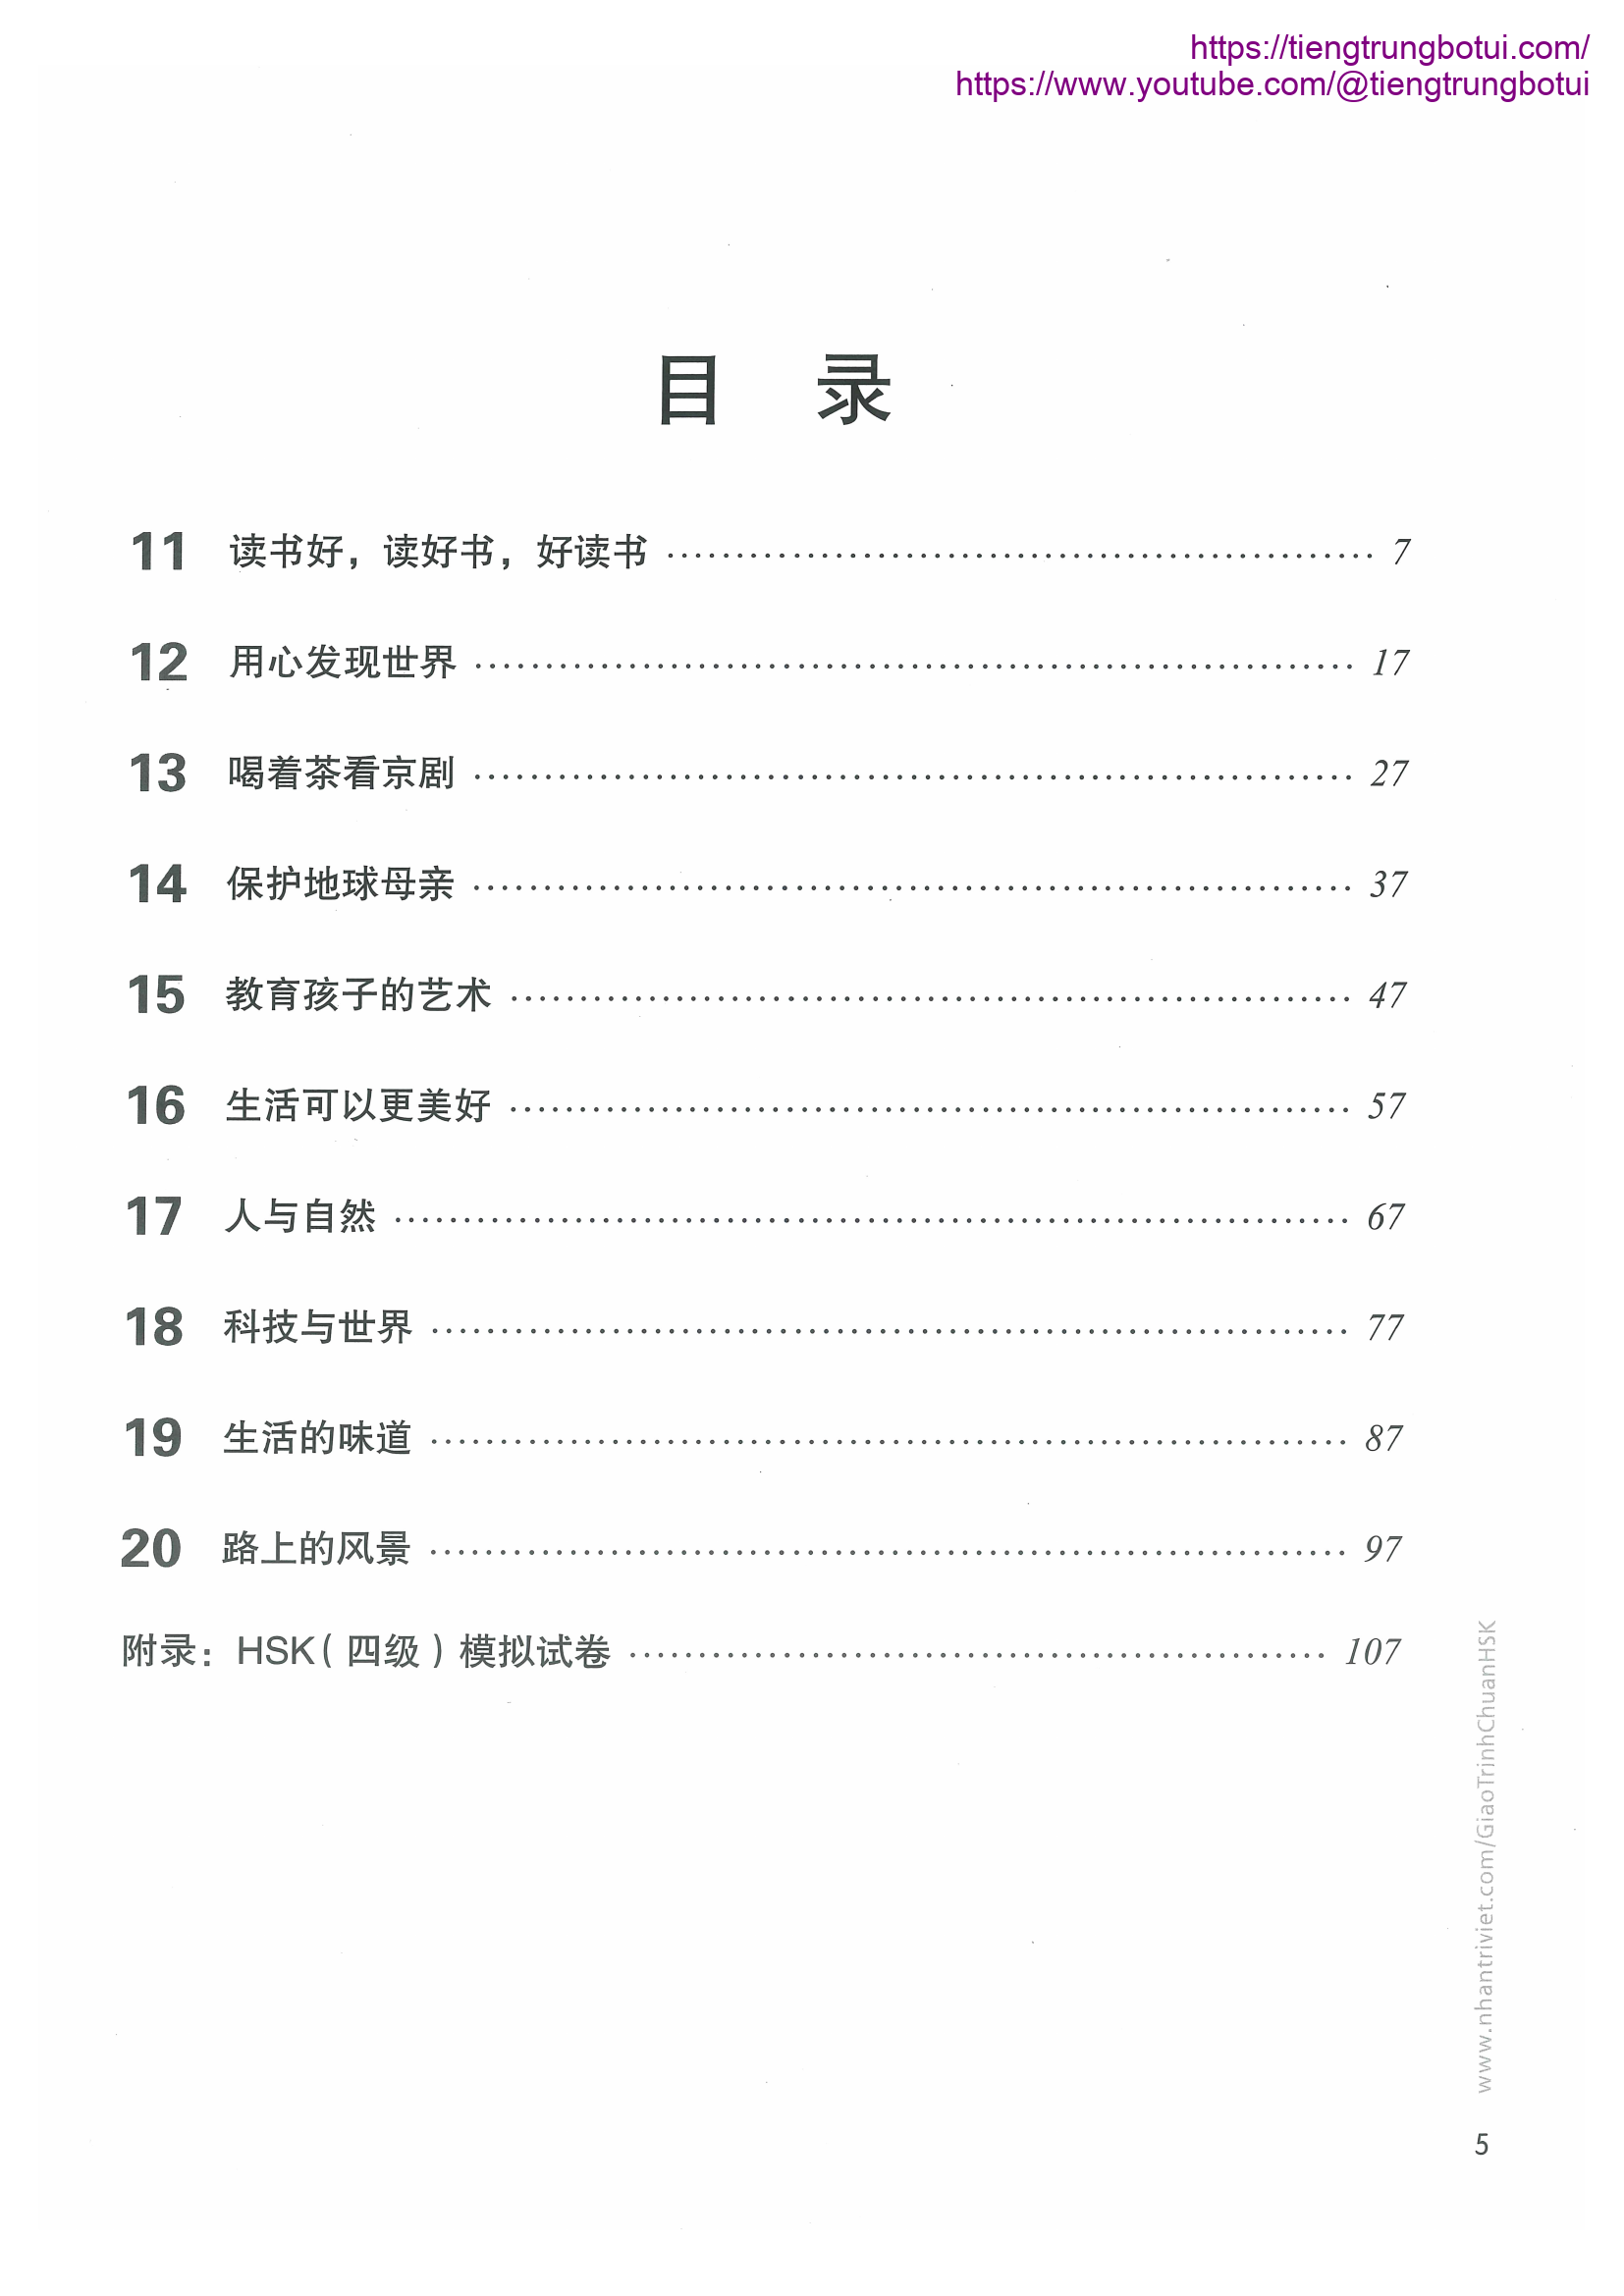 https://tiengtrungbotui.com/
https://www.youtube.com/@tiengtrungbotui
目 录
11 读书好，读好书，好读书 7
12 用心发现世界 17
13 喝着茶看京剧 27
14 保护地球母亲 37
15 教育孩子的艺术 47
16 生活可以更美好 57
17 人与自然 67
18 科技与世界 77
19 生活的味道 87
20 路上的风景 97
附录：HSK（四级）模拟试卷 107
www.nhantriviet.com/GiaoTrinhChuanHSK
5